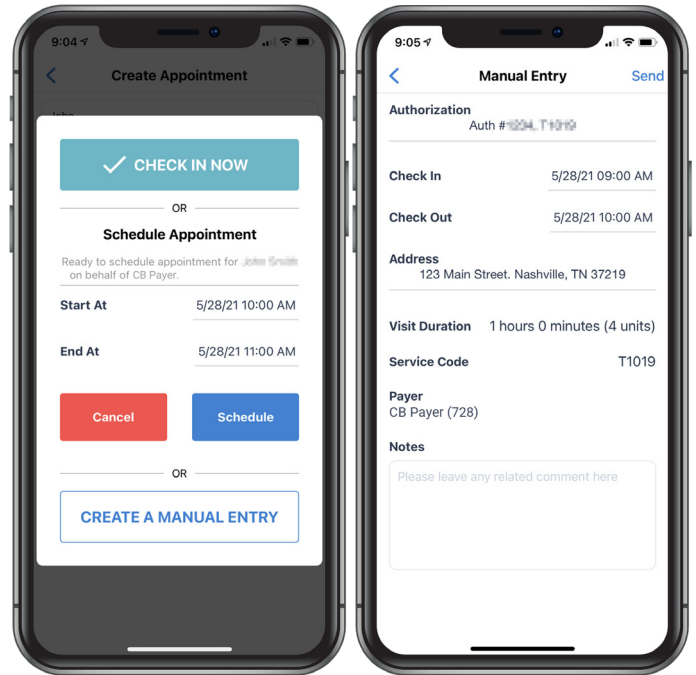 9:04
Create Appointment
CHECK IN NOW
OR
Schedule Appointment
Ready to schedule appointment for
on behalf of CB Payer.
Start At 5/28/21 10:00 AM
End At 5/28/21 11:00 AM
Cancel Schedule
OR
CREATE A MANUAL ENTRY
9:05
Manual Entry Send
Authorization
Auth #
Check In 5/28/21 09:00 AM
Check Out 5/28/21 10:00 AM
Address
123 Main Street. Nashville, TN 37219
Visit Duration 1 hours 0 minutes (4 units)
Service Code T1019
Payer
CB Payer (728)
Notes
Please leave any related comment here